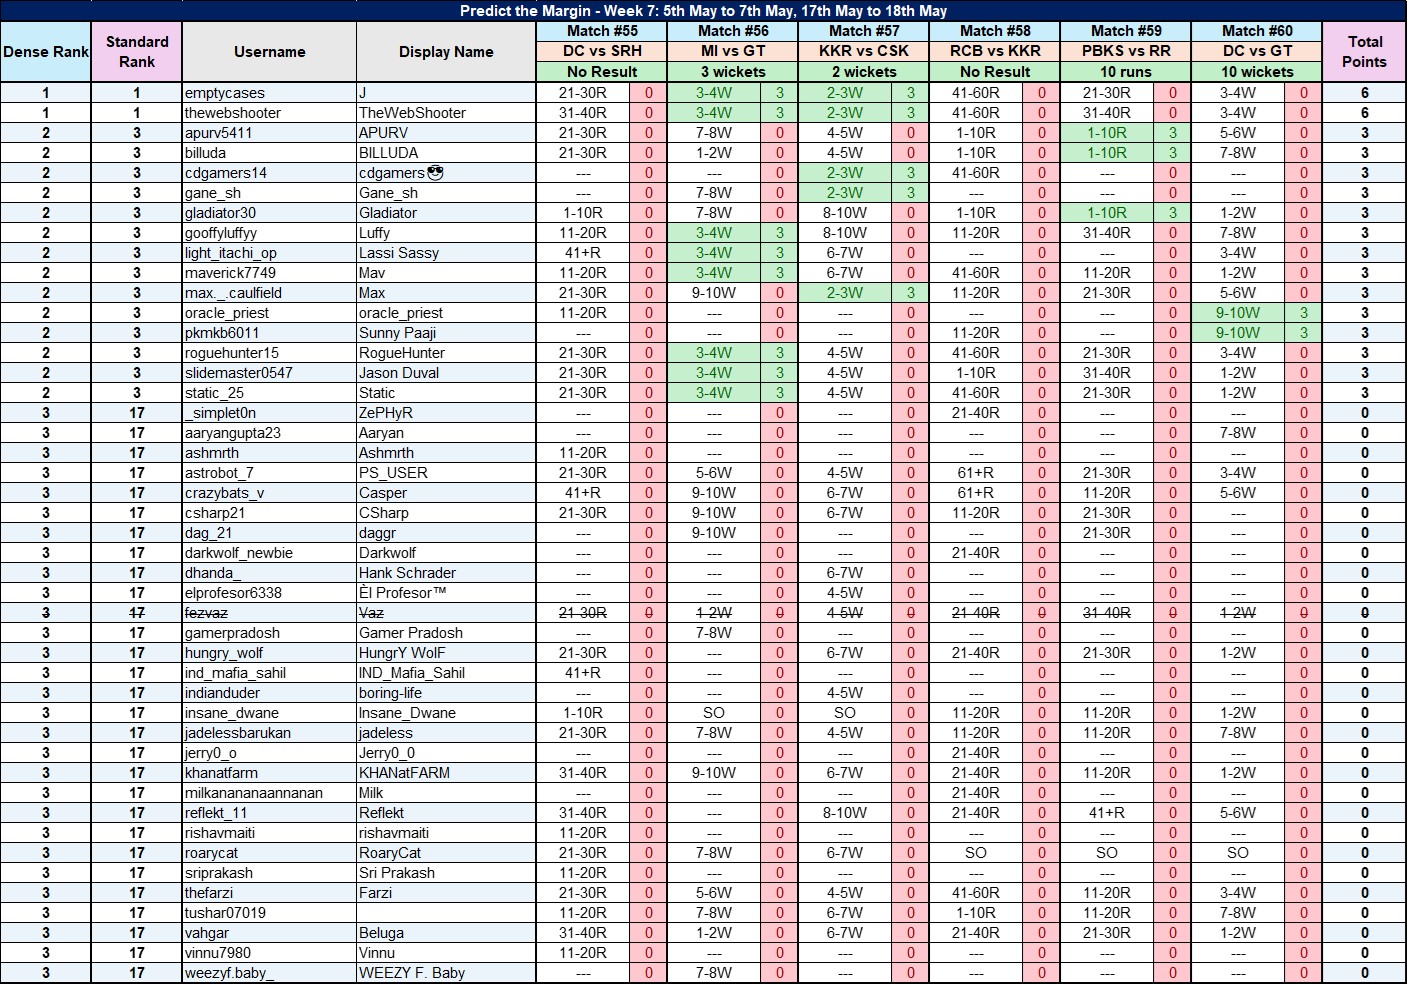 Predict the Margin - Week 7: 5th May to 7th May, 17th May to 18th May
Dense Rank Standard Rank Username Display Name Match #55 Match #56 Match #57 Match #58 Match #59 Match #60 Total Points
DC vs SRH MI vs GT KKR vs CSK RCB vs KKR PBKS vs RR DC vs GT
No Result 3 wickets 2 wickets No Result 10 runs 10 wickets
1 1 emptycases J 21-30R 0 3-4W 3 2-3W 3 41-60R 0 21-30R 0 3-4W 0 6
1 1 thewebshooter TheWebShooter 31-40R 0 3-4W 3 2-3W 3 41-60R 0 31-40R 0 3-4W 0 6
2 3 apurv5411 APURV 21-30R 0 7-8W 0 4-5W 0 1-10R 0 1-10R 3 5-6W 0 3
2 3 billuda BILLUDA 21-30R 0 1-2W 0 4-5W 0 1-10R 0 1-10R 3 7-8W 0 3
2 3 cdgamers14 cdgamers😎 --- 0 --- 0 2-3W 3 41-60R 0 --- 0 --- 0 3
2 3 gane_sh Gane_sh --- 0 7-8W 0 2-3W 3 --- 0 --- 0 --- 0 3
2 3 gladiator30 Gladiator 1-10R 0 7-8W 0 8-10W 0 1-10R 0 1-10R 3 1-2W 0 3
2 3 gooffyluffyy Luffy 11-20R 0 3-4W 3 8-10W 0 11-20R 0 31-40R 0 7-8W 0 3
2 3 light_itachi_op Lassi Sassy 41+R 0 3-4W 3 6-7W 0 --- 0 --- 0 3-4W 0 3
2 3 maverick7749 Mav 11-20R 0 3-4W 3 6-7W 0 41-60R 0 11-20R 0 1-2W 0 3
2 3 max._.caulfield Max 21-30R 0 9-10W 0 2-3W 3 11-20R 0 21-30R 0 5-6W 0 3
2 3 oracle_priest oracle_priest 11-20R 0 --- 0 --- 0 --- 0 --- 0 9-10W 3 3
2 3 pkmkb6011 Sunny Paaji --- 0 --- 0 --- 0 11-20R 0 --- 0 9-10W 3 3
2 3 roguehunter15 RogueHunter 21-30R 0 3-4W 3 4-5W 0 41-60R 0 21-30R 0 3-4W 0 3
2 3 slidemaster0547 Jason Duval 21-30R 0 3-4W 3 4-5W 0 1-10R 0 31-40R 0 1-2W 0 3
2 3 static_25 Static 21-30R 0 3-4W 3 4-5W 0 41-60R 0 21-30R 0 1-2W 0 3
3 17 _simplet0n ZePHyR --- 0 --- 0 --- 0 21-40R 0 --- 0 --- 0 0
3 17 aaryangupta23 Aaryan --- 0 --- 0 --- 0 --- 0 --- 0 7-8W 0 0
3 17 ashmrth Ashmrth 11-20R 0 --- 0 --- 0 --- 0 --- 0 --- 0 0
3 17 astrobot_7 PS_USER 21-30R 0 5-6W 0 4-5W 0 61+R 0 21-30R 0 3-4W 0 0
3 17 crazybats_v Casper 41+R 0 9-10W 0 6-7W 0 61+R 0 11-20R 0 5-6W 0 0
3 17 csharp21 CSharp 21-30R 0 9-10W 0 6-7W 0 11-20R 0 21-30R 0 --- 0 0
3 17 dag_21 daggr --- 0 9-10W 0 --- 0 --- 0 21-30R 0 --- 0 0
3 17 darkwolf_newbie Darkwolf --- 0 --- 0 --- 0 21-40R 0 --- 0 --- 0 0
3 17 dhanda_ Hank Schrader --- 0 --- 0 6-7W 0 --- 0 --- 0 --- 0 0
3 17 elprofesor6338 Èl Profesor™ --- 0 --- 0 4-5W 0 --- 0 --- 0 --- 0 0
3 17 fezvaz Vaz 21-30R 0 1-2W 0 4-5W 0 21-40R 0 31-40R 0 1-2W 0 0
3 17 gamerpradosh Gamer Pradosh --- 0 7-8W 0 --- 0 --- 0 --- 0 --- 0 0
3 17 hungry_wolf HungrY WolF 21-30R 0 --- 0 6-7W 0 21-40R 0 21-30R 0 1-2W 0 0
3 17 ind_mafia_sahil IND_Mafia_Sahil 41+R 0 --- 0 --- 0 --- 0 --- 0 --- 0 0
3 17 indianduder boring-life --- 0 --- 0 4-5W 0 --- 0 --- 0 --- 0 0
3 17 insane_dwane Insane_Dwane 1-10R 0 SO 0 SO 0 11-20R 0 11-20R 0 1-2W 0 0
3 17 jadelessbarukan jadeless 21-30R 0 7-8W 0 4-5W 0 11-20R 0 11-20R 0 7-8W 0 0
3 17 jerry0_o Jerry0_0 --- 0 --- 0 --- 0 21-40R 0 --- 0 --- 0 0
3 17 khanatfarm KHANatFARM 31-40R 0 9-10W 0 6-7W 0 21-40R 0 11-20R 0 1-2W 0 0
3 17 milkanananaannanan Milk --- 0 --- 0 --- 0 21-40R 0 --- 0 --- 0 0
3 17 reflekt_11 Reflekt 31-40R 0 --- 0 8-10W 0 21-40R 0 41+R 0 5-6W 0 0
3 17 rishavmaiti rishavmaiti 11-20R 0 --- 0 --- 0 --- 0 --- 0 --- 0 0
3 17 roarycat RoaryCat 21-30R 0 7-8W 0 6-7W 0 SO 0 SO 0 SO 0 0
3 17 sriprakash Sri Prakash 11-20R 0 --- 0 --- 0 --- 0 --- 0 --- 0 0
3 17 thefarzi Farzi 21-30R 0 5-6W 0 4-5W 0 41-60R 0 11-20R 0 3-4W 0 0
3 17 tushar07019 11-20R 0 7-8W 0 6-7W 0 1-10R 0 11-20R 0 7-8W 0 0
3 17 vahgar Beluga 31-40R 0 1-2W 0 6-7W 0 21-40R 0 21-30R 0 1-2W 0 0
3 17 vinnu7980 Vinnu 11-20R 0 --- 0 --- 0 --- 0 --- 0 --- 0 0
3 17 weezyf.baby_ WEEZY F. Baby --- 0 7-8W 0 --- 0 --- 0 --- 0 --- 0 0